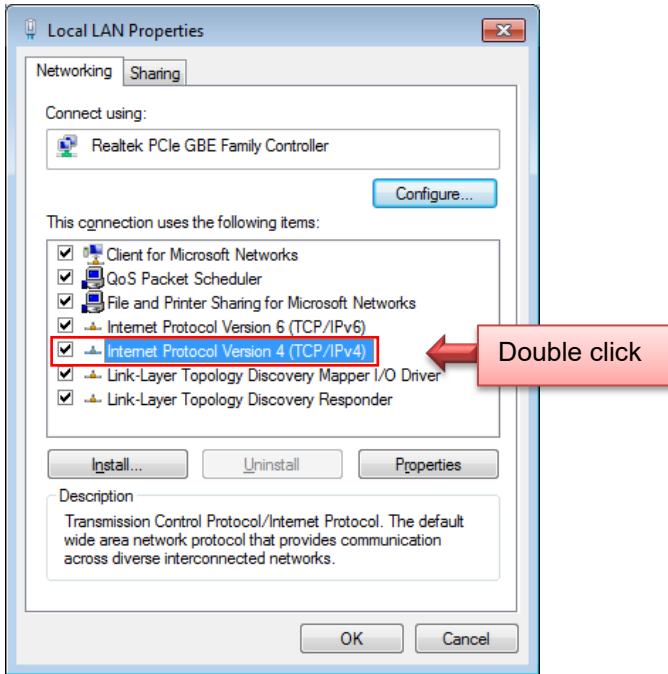 Local LAN Properties
Networking
Sharing
Connect using:
Realtek PCIe GBE Family Controller
Configure...
This connection uses the following items:
Client for Microsoft Networks
QoS Packet Scheduler
File and Printer Sharing for Microsoft Networks
Internet Protocol Version 6 (TCP/IPv6)
Internet Protocol Version 4 (TCP/IPv4)
Double click
Link-Layer Topology Discovery Mapper I/O Driver
Link-Layer Topology Discovery Responder
Install...
Uninstall
Properties
Description
Transmission Control Protocol/Internet Protocol. The default
wide area network protocol that provides communication
across diverse interconnected networks.
OK
Cancel